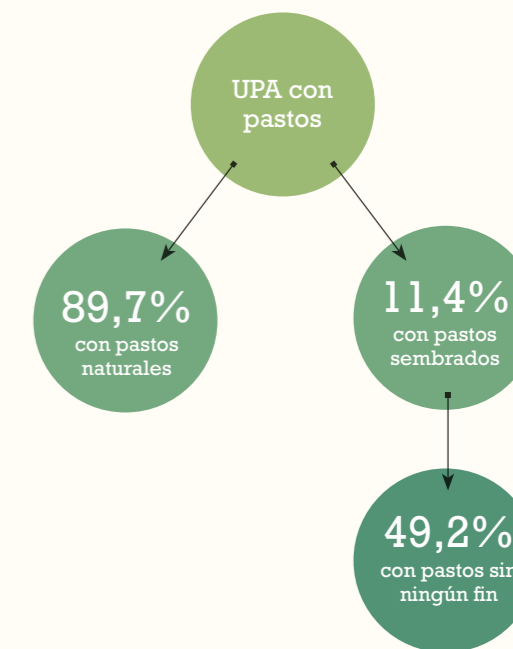 UPA con
pastos
89,7%
con pastos
naturales
11,4%
con pastos
sembrados
49,2%
con pastos sin
ningún fin